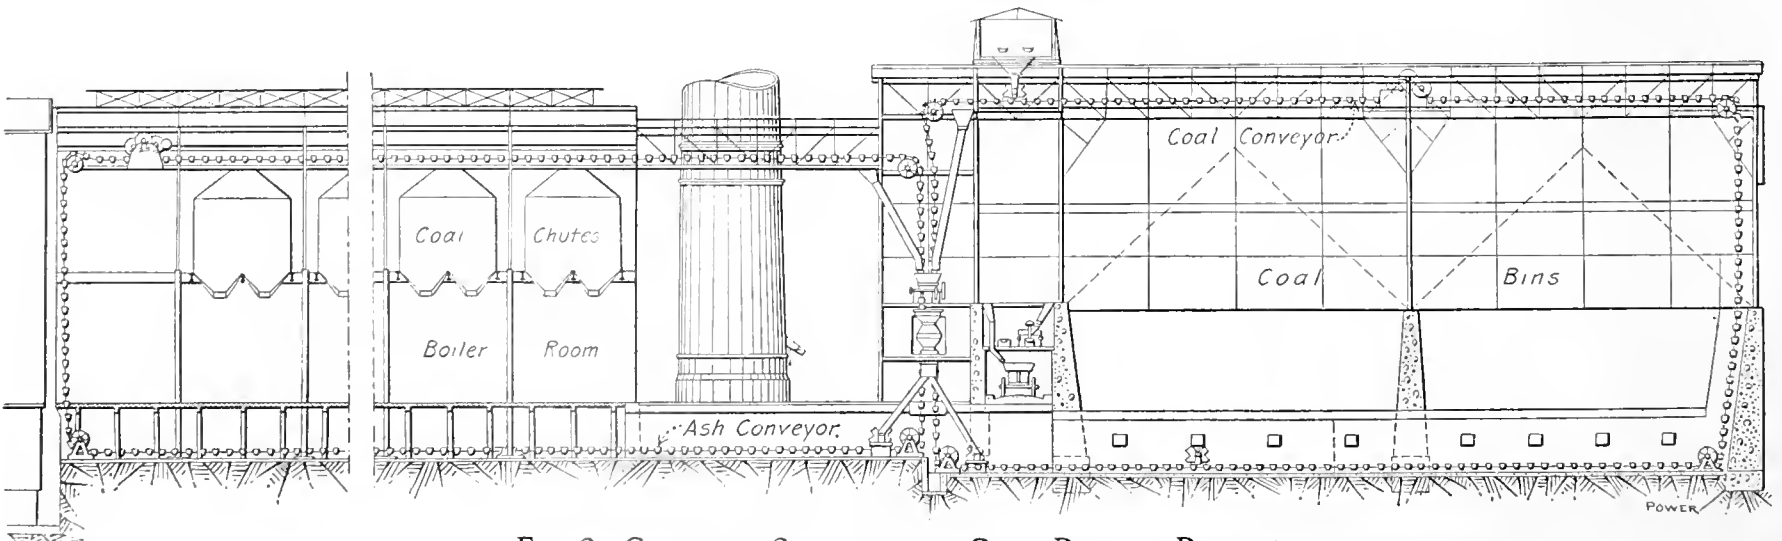 Coal Conveyor
Coal Chutes
Coal Bins
Boiler Room
Ash Conveyor.
POWER